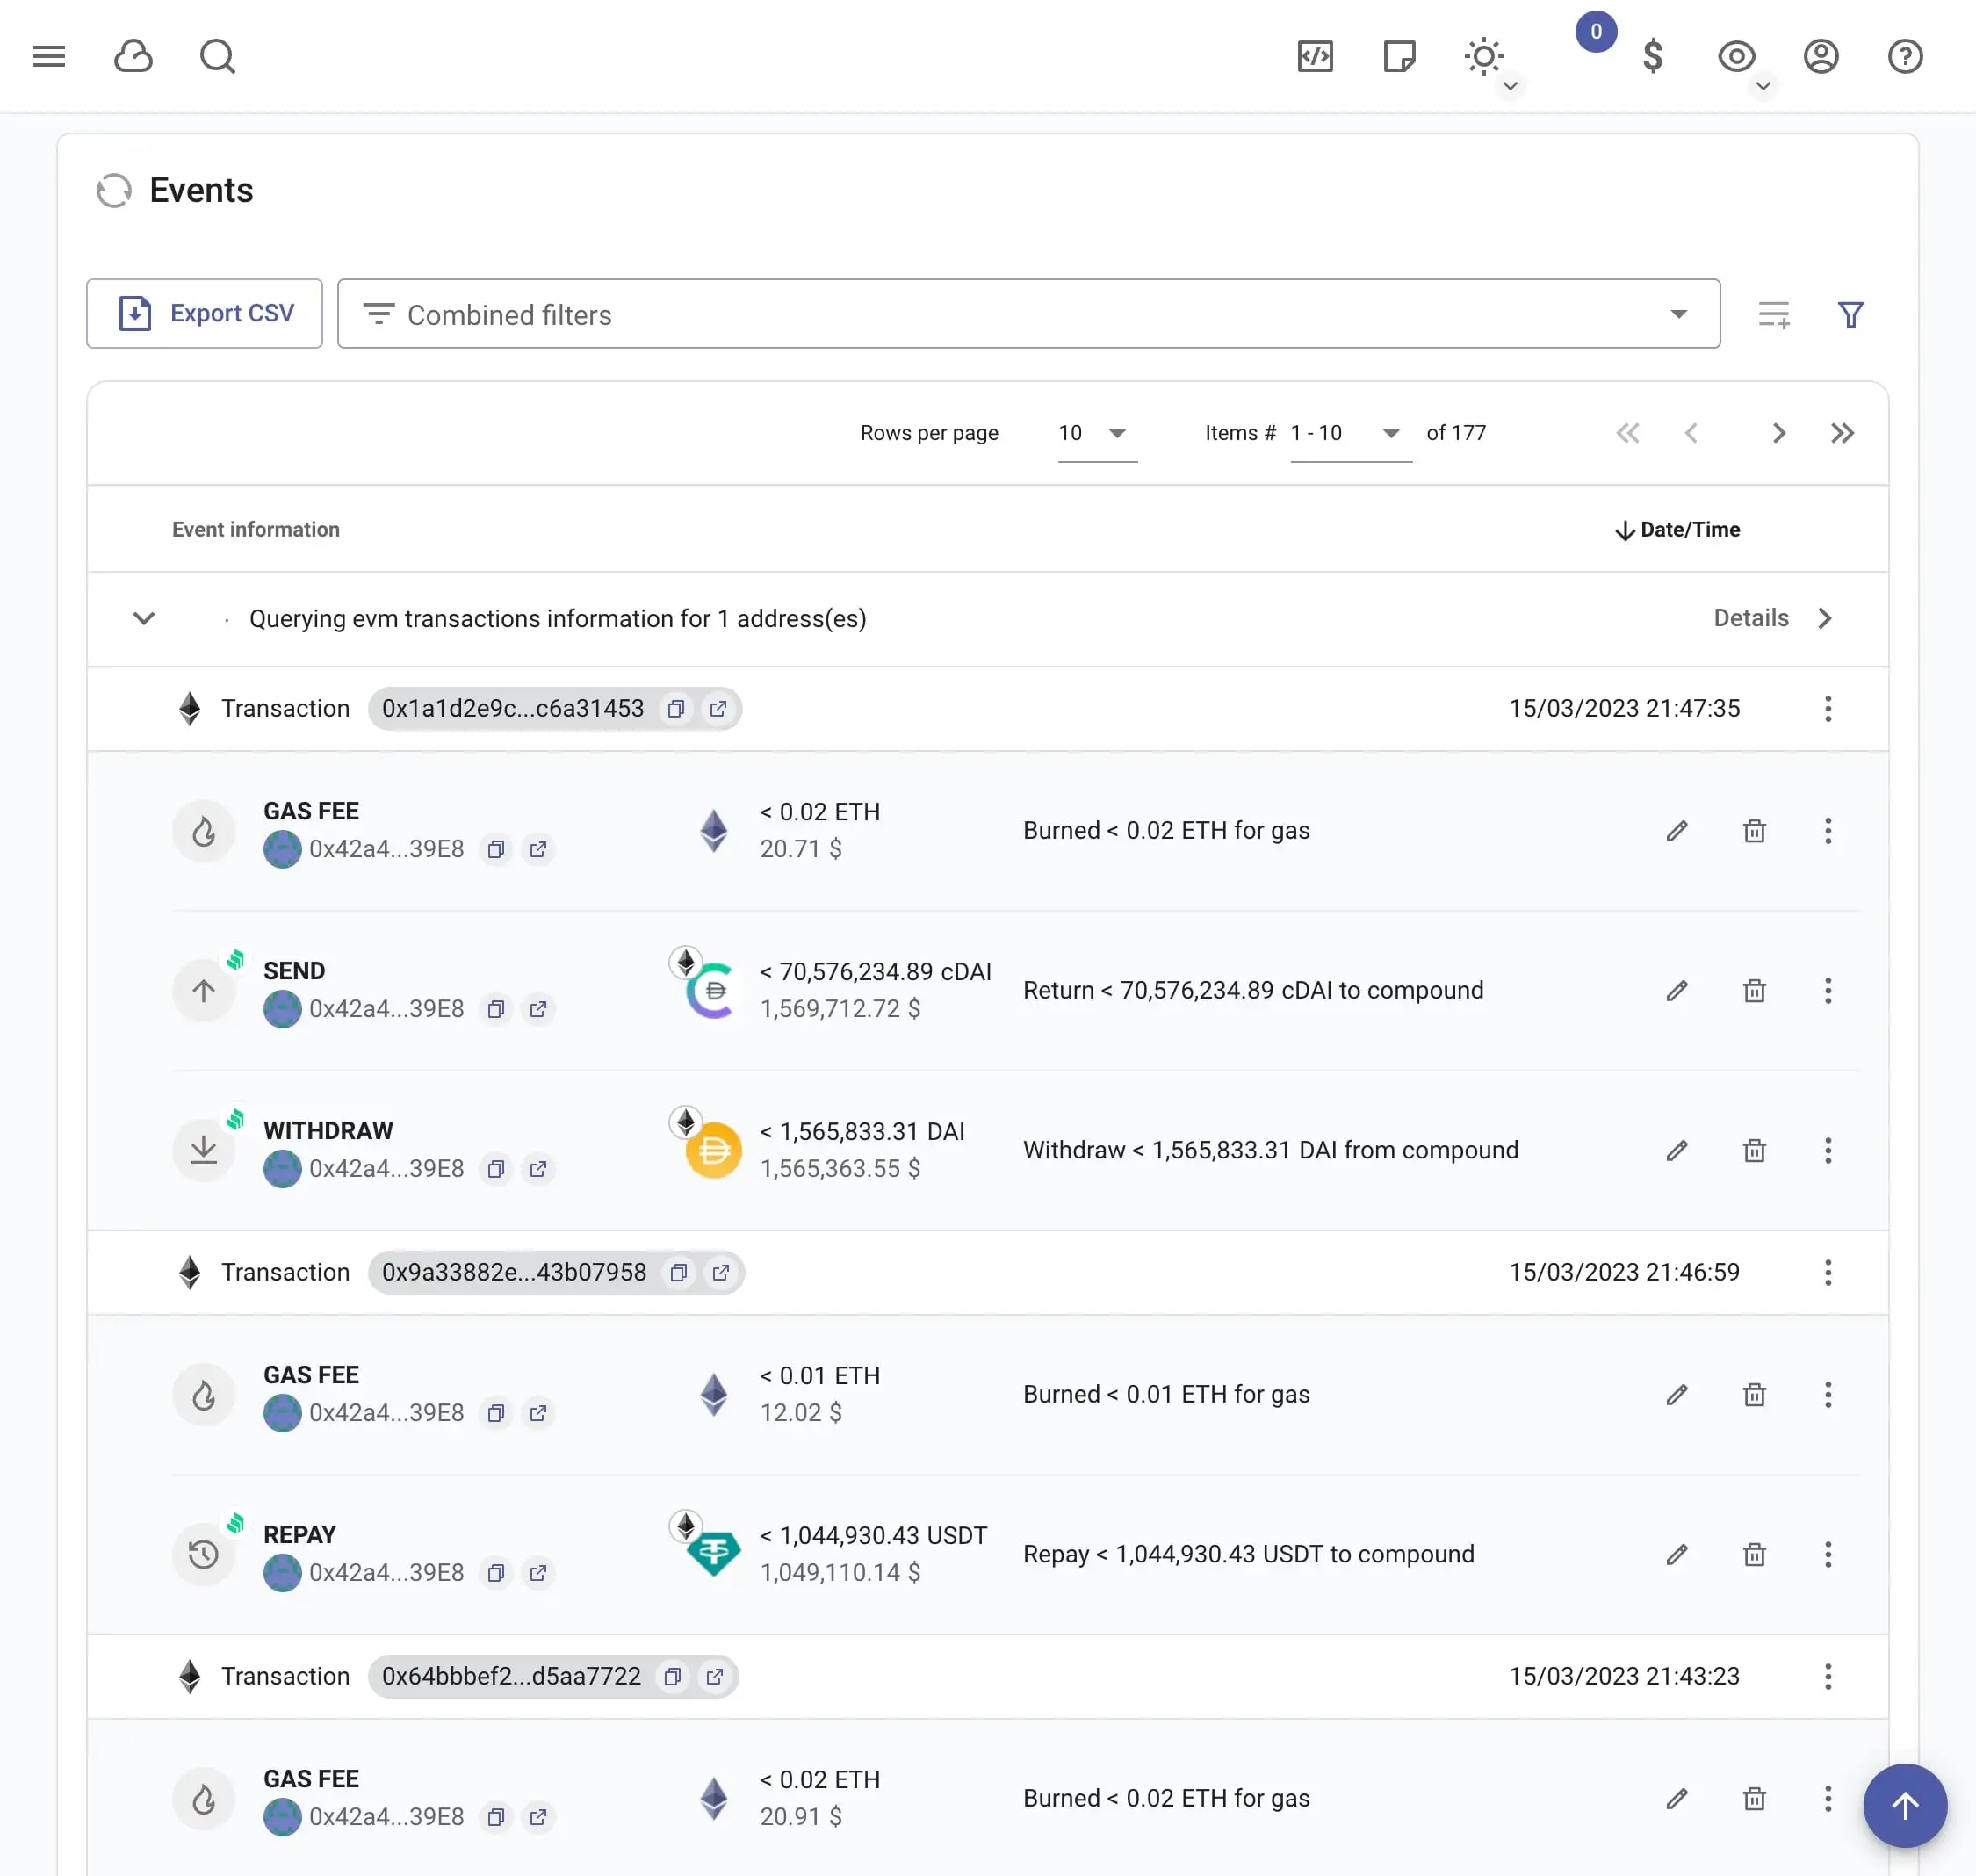 0
Events
Export CSV
Combined filters
Rows per page 10 Items # 1 - 10 of 177
Event information Date/Time
· Querying evm transactions information for 1 address(es) Details
Transaction 0x1a1d2e9c...c6a31453 15/03/2023 21:47:35
GAS FEE
0x42a4...39E8
< 0.02 ETH
20.71 $
Burned < 0.02 ETH for gas
SEND
0x42a4...39E8
< 70,576,234.89 cDAI
1,569,712.72 $
Return < 70,576,234.89 cDAI to compound
WITHDRAW
0x42a4...39E8
< 1,565,833.31 DAI
1,565,363.55 $
Withdraw < 1,565,833.31 DAI from compound
Transaction 0x9a33882e...43b07958 15/03/2023 21:46:59
GAS FEE
0x42a4...39E8
< 0.01 ETH
12.02 $
Burned < 0.01 ETH for gas
REPAY
0x42a4...39E8
< 1,044,930.43 USDT
1,049,110.14 $
Repay < 1,044,930.43 USDT to compound
Transaction 0x64bbbef2...d5aa7722 15/03/2023 21:43:23
GAS FEE
0x42a4...39E8
< 0.02 ETH
20.91 $
Burned < 0.02 ETH for gas